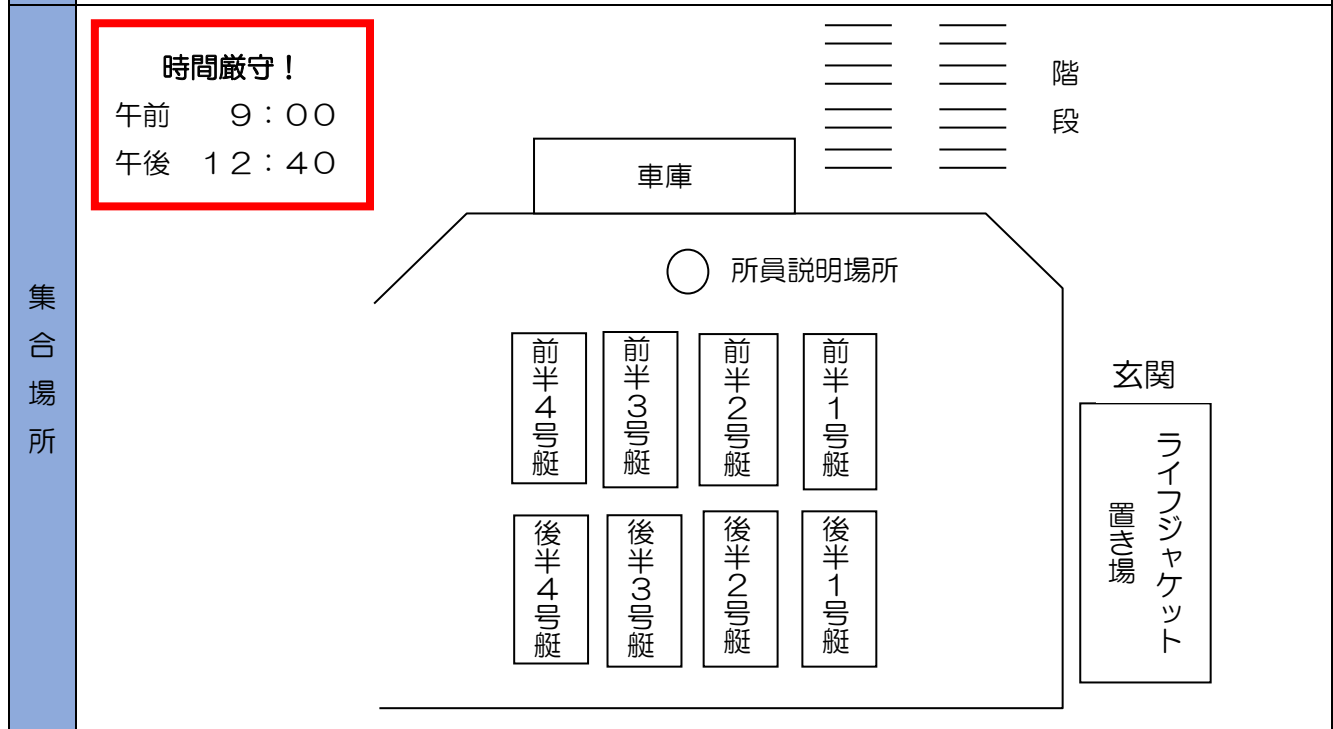 集合場所
時間厳守！
午前　９：００
午後　１２：４０
階段
車庫
所員説明場所
前半４号艇
前半３号艇
前半２号艇
前半１号艇
後半４号艇
後半３号艇
後半２号艇
後半１号艇
玄関
ライフジャケット
置き場